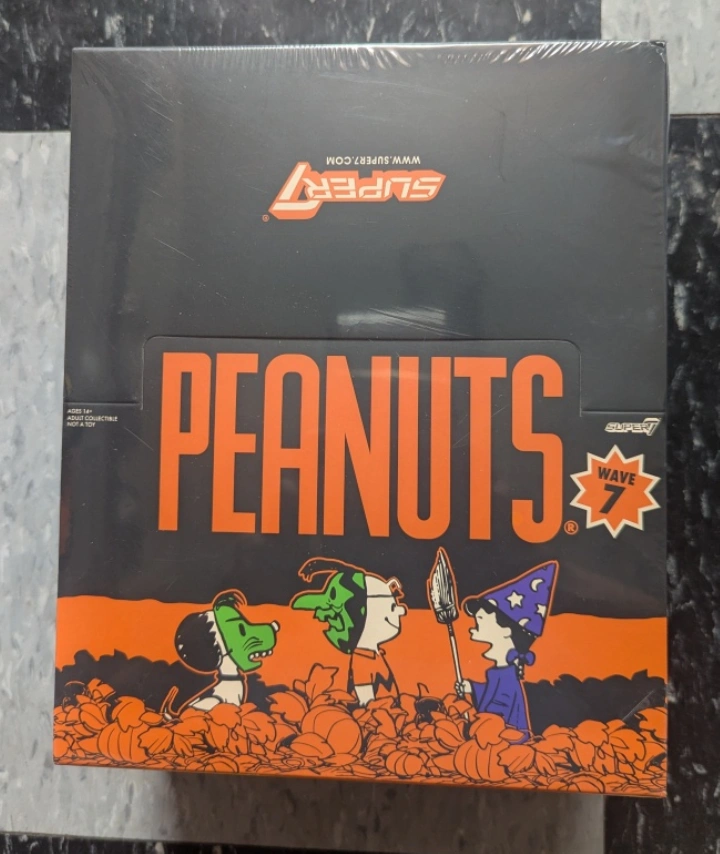 WWW.SUPER7.COM
SUPER7®
PEANUTS®
AGES 14+
ADULT COLLECTIBLE
NOT A TOY
SUPER7
WAVE
7